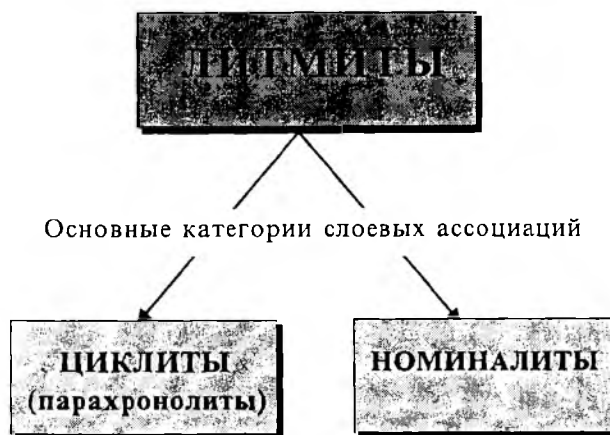 ЛИТМИТЫ
Основные категории слоевых ассоциаций
ЦИКЛИТЫ
(парахронолиты)
НОМИНАЛИТЫ